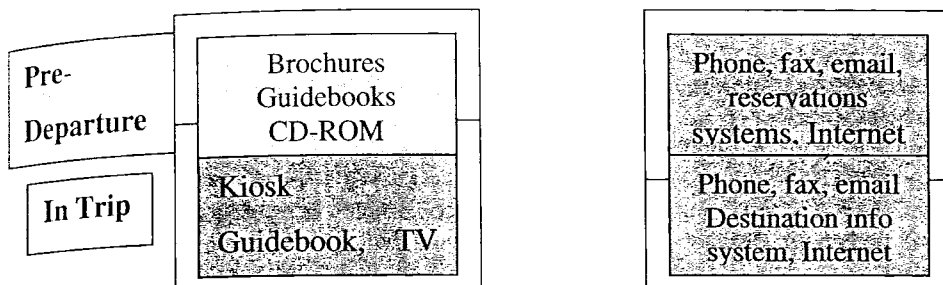 Pre-
Departure
Brochures
Guidebooks
CD-ROM
Phone, fax, email,
reservations
systems, Internet
In Trip
Kiosk
Guidebook, TV
Phone, fax, email
Destination info
system, Internet